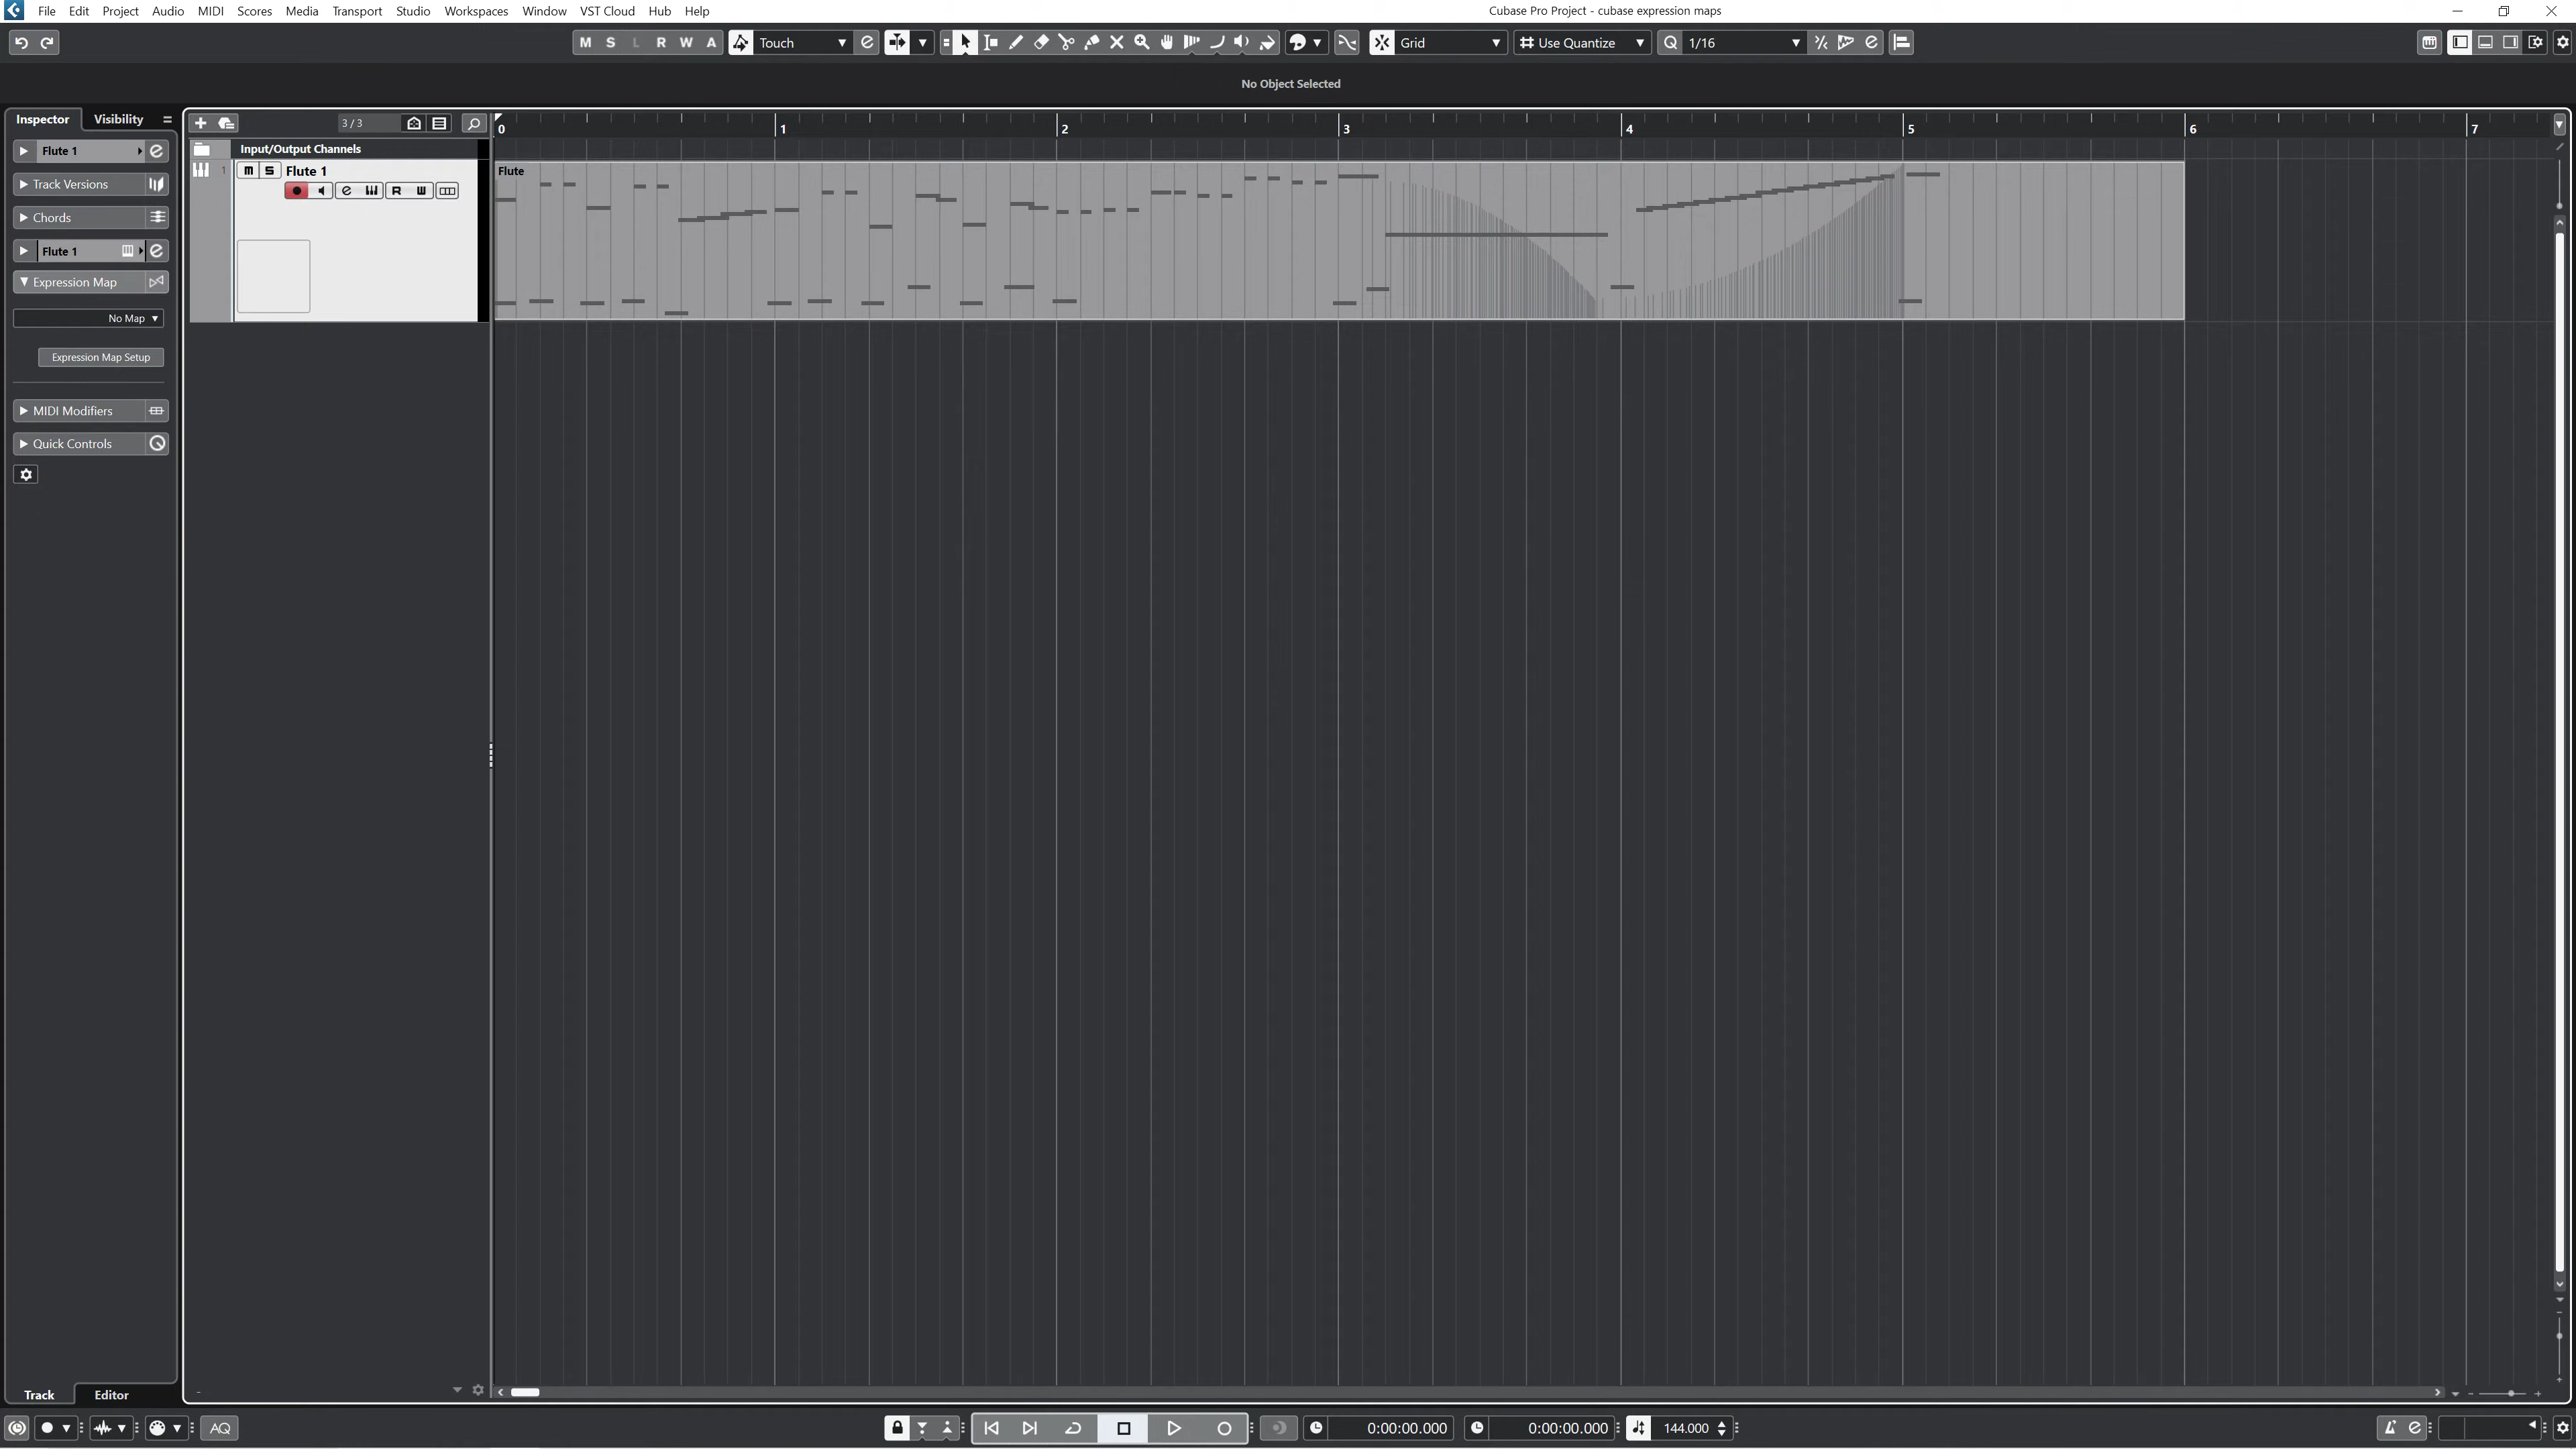 File Edit Project Audio MIDI Scores Media Transport Studio Workspaces Window VST Cloud Hub Help
Cubase Pro Project - cubase expression maps
M S L R W A Touch Grid Use Quantize 1/16
No Object Selected
Inspector Visibility
3 / 3
0 1 2 3 4 5 6 7
Flute 1
Input/Output Channels
1 m S Flute 1
Flute
R W
Track Versions
Chords
Flute 1
Expression Map
No Map
Expression Map Setup
MIDI Modifiers
Quick Controls
Track Editor
AQ
0:00:00.000
0:00:00.000
144.000